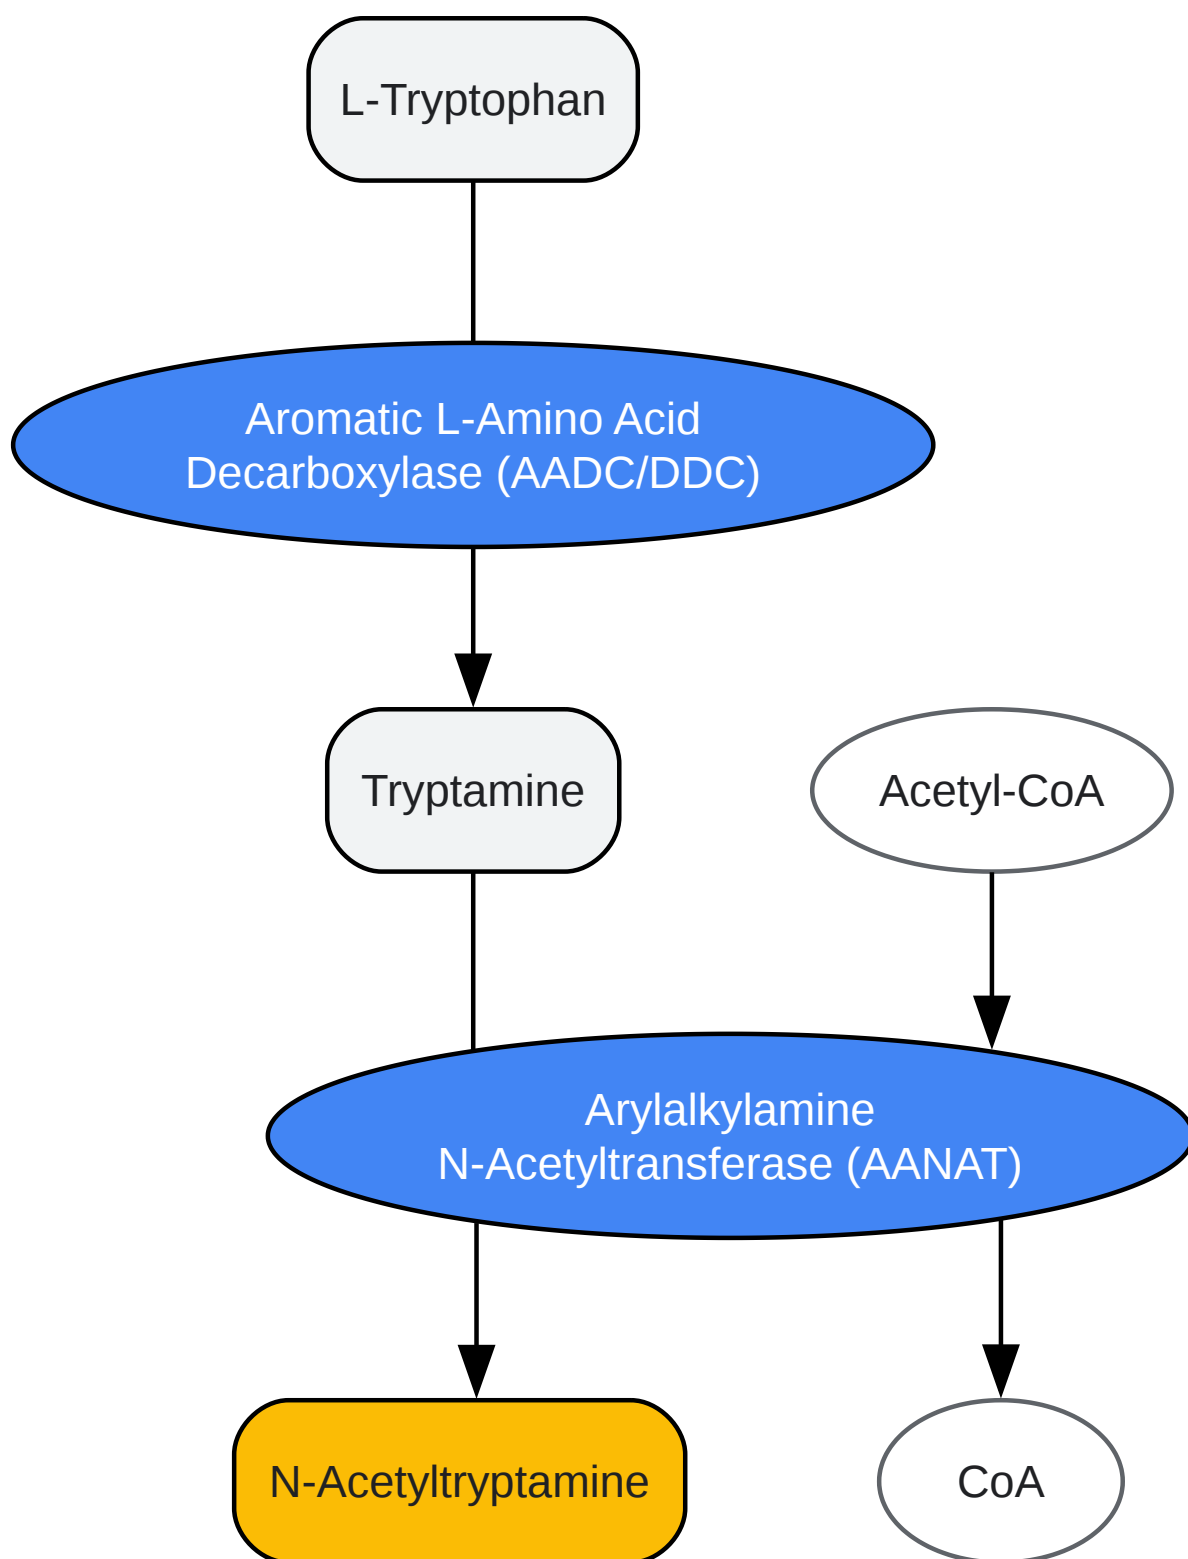 L-Tryptophan
Aromatic L-Amino Acid
Decarboxylase (AADC/DDC)
Tryptamine
Acetyl-CoA
Arylalkylamine
N-Acetyltransferase (AANAT)
N-Acetyltryptamine
CoA